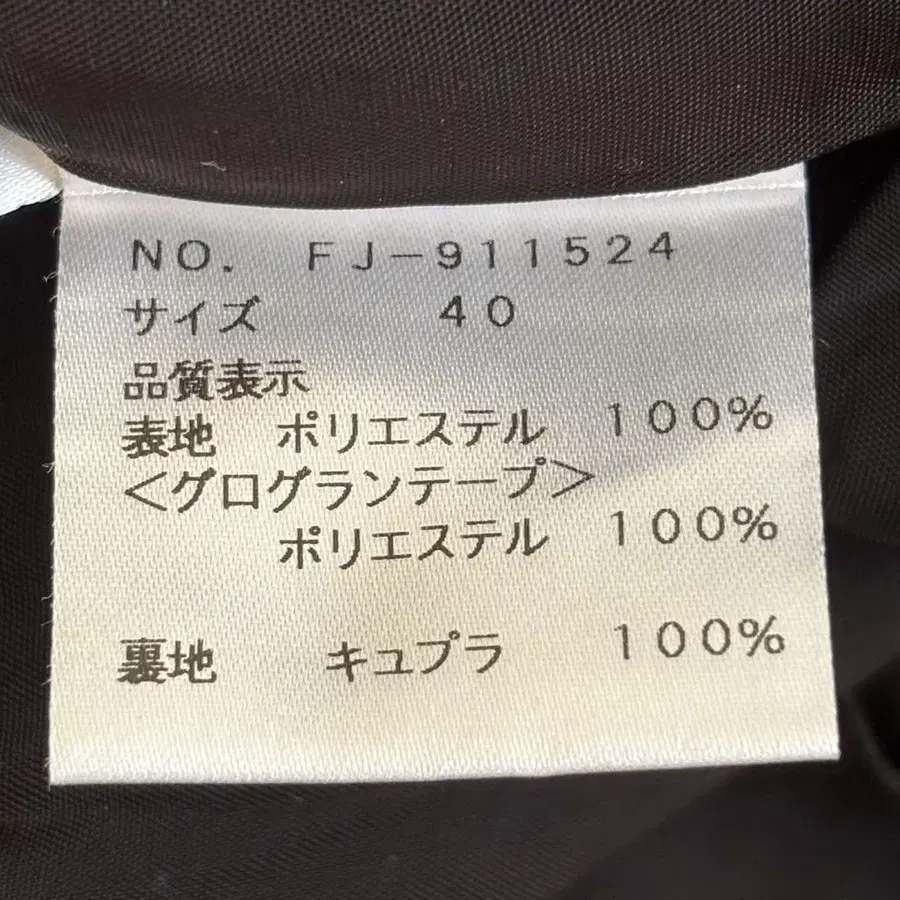 NO. FJ-911524
サイズ 40
品質表示
表地 ポリエステル 100%
<グログランテープ>
ポリエステル 100%
裏地 キュプラ 100%